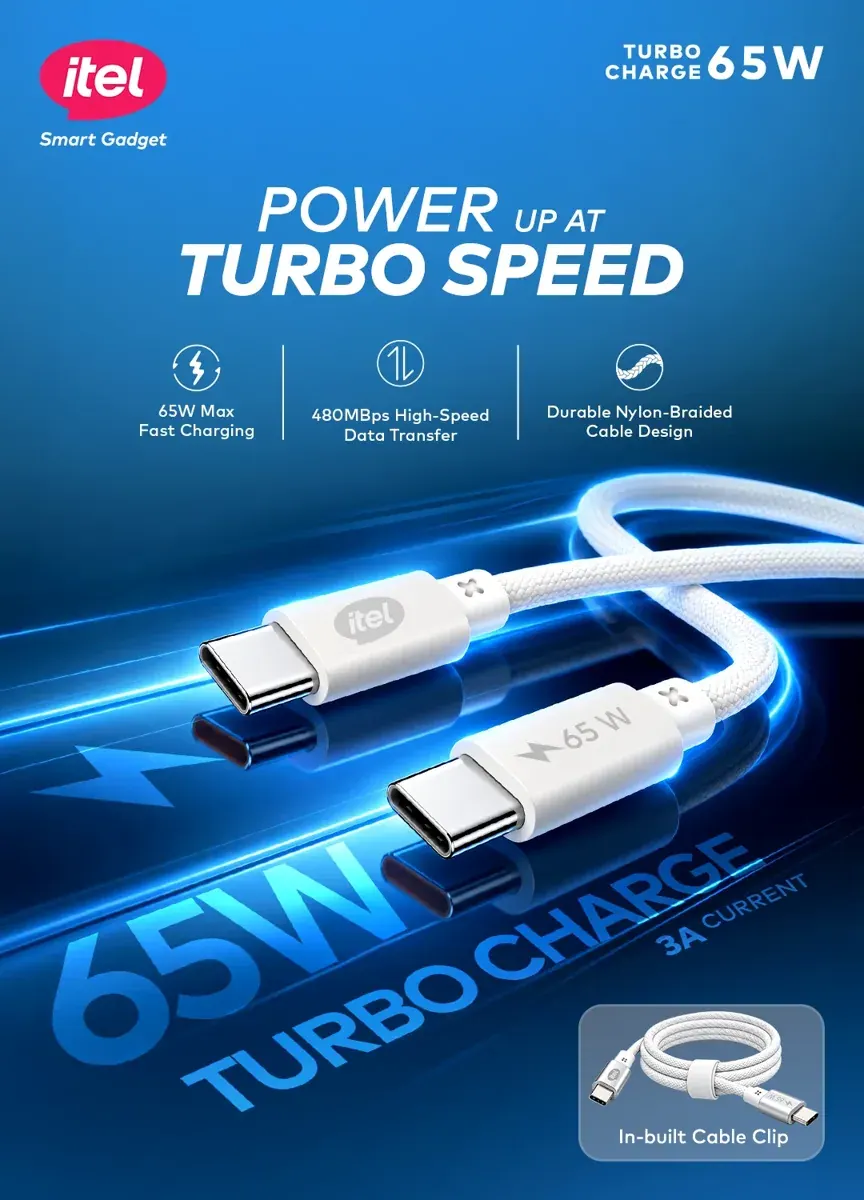 itel
Smart Gadget
TURBO
CHARGE 65W
POWER UP AT
TURBO SPEED
65W Max
Fast Charging
480MBps High-Speed
Data Transfer
Durable Nylon-Braided
Cable Design
itel
65 W
65W
TURBO CHARGE
3A CURRENT
In-built Cable Clip